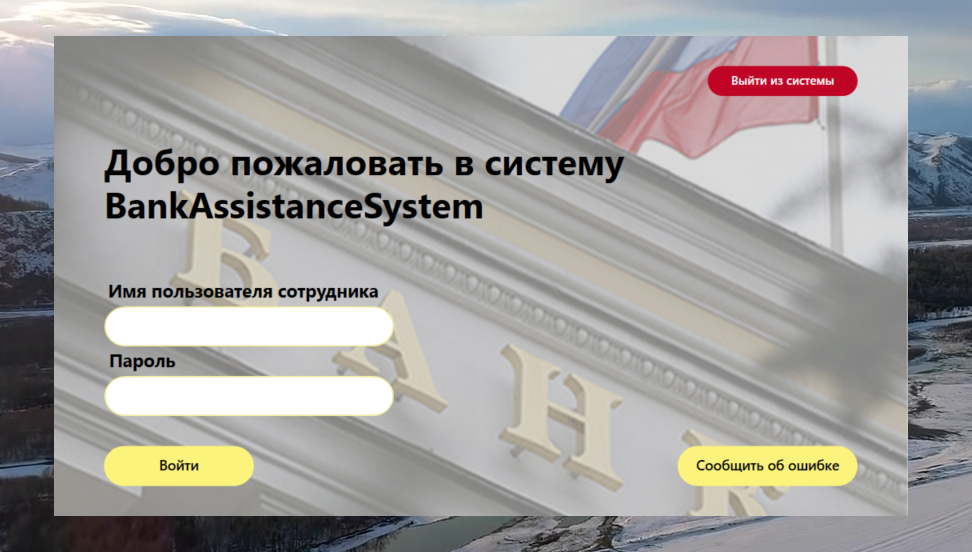 Выйти из системы
Добро пожаловать в систему
BankAssistanceSystem
Имя пользователя сотрудника
Пароль
Войти
Сообщить об ошибке
БАНК